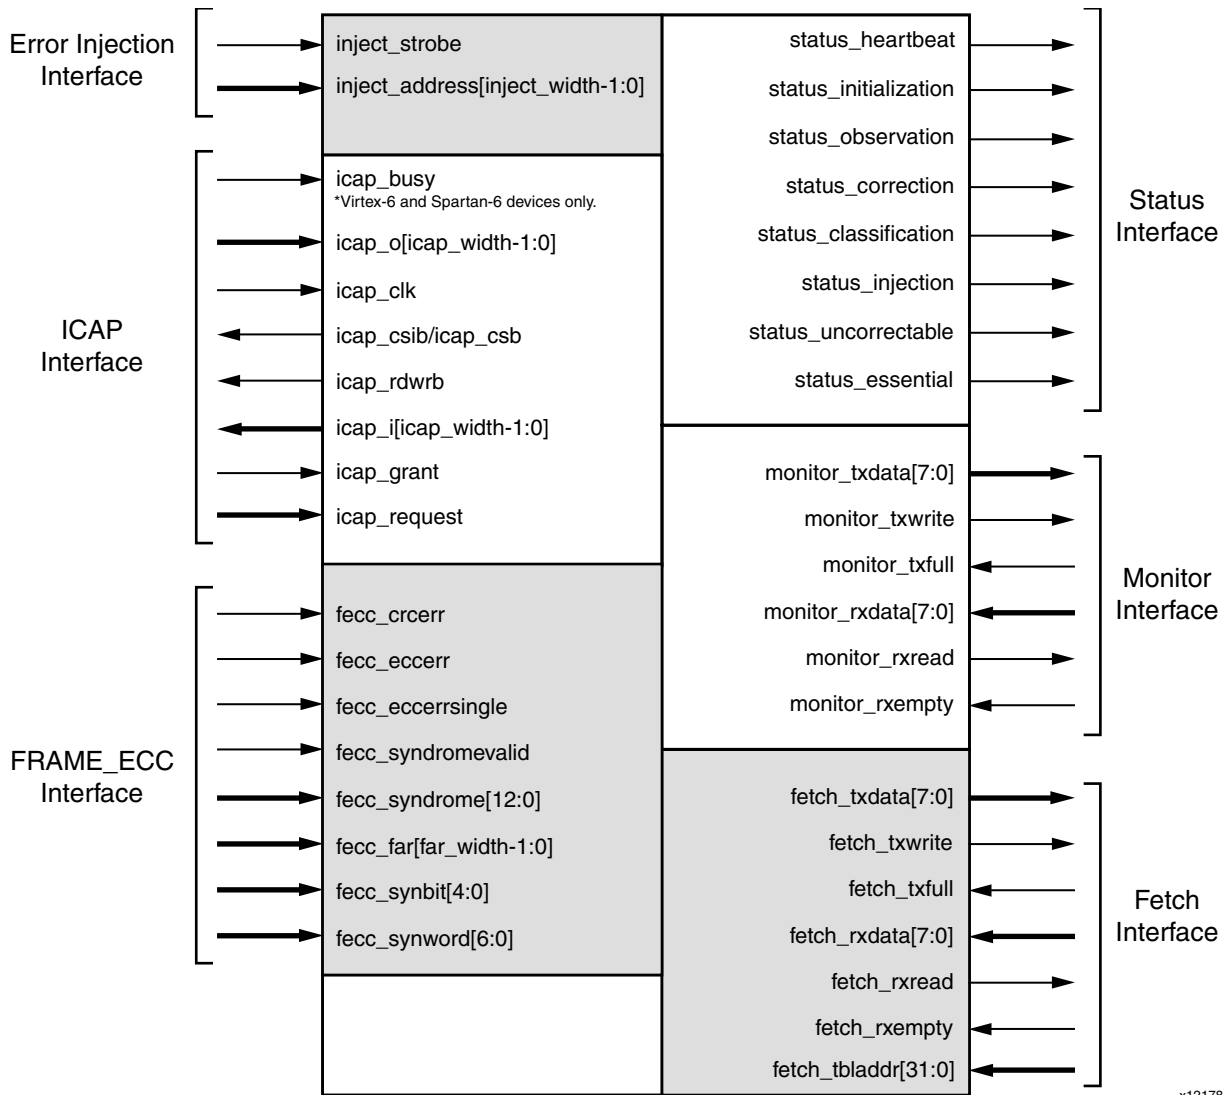 Error Injection
Interface
inject_strobe
inject_address[inject_width-1:0]
ICAP
Interface
icap_busy
*Virtex-6 and Spartan-6 devices only.
icap_o[icap_width-1:0]
icap_clk
icap_csib/icap_csb
icap_rdwrb
icap_i[icap_width-1:0]
icap_grant
icap_request
FRAME_ECC
Interface
fecc_crcerr
fecc_eccerr
fecc_eccerrsingle
fecc_syndromevalid
fecc_syndrome[12:0]
fecc_far[far_width-1:0]
fecc_synbit[4:0]
fecc_synword[6:0]
status_heartbeat
status_initialization
status_observation
status_correction
status_classification
status_injection
status_uncorrectable
status_essential
Status
Interface
monitor_txdata[7:0]
monitor_txwrite
monitor_txfull
monitor_rxdata[7:0]
monitor_rxread
monitor_rxempty
Monitor
Interface
fetch_txdata[7:0]
fetch_txwrite
fetch_txfull
fetch_rxdata[7:0]
fetch_rxread
fetch_rxempty
fetch_tbladdr[31:0]
Fetch
Interface